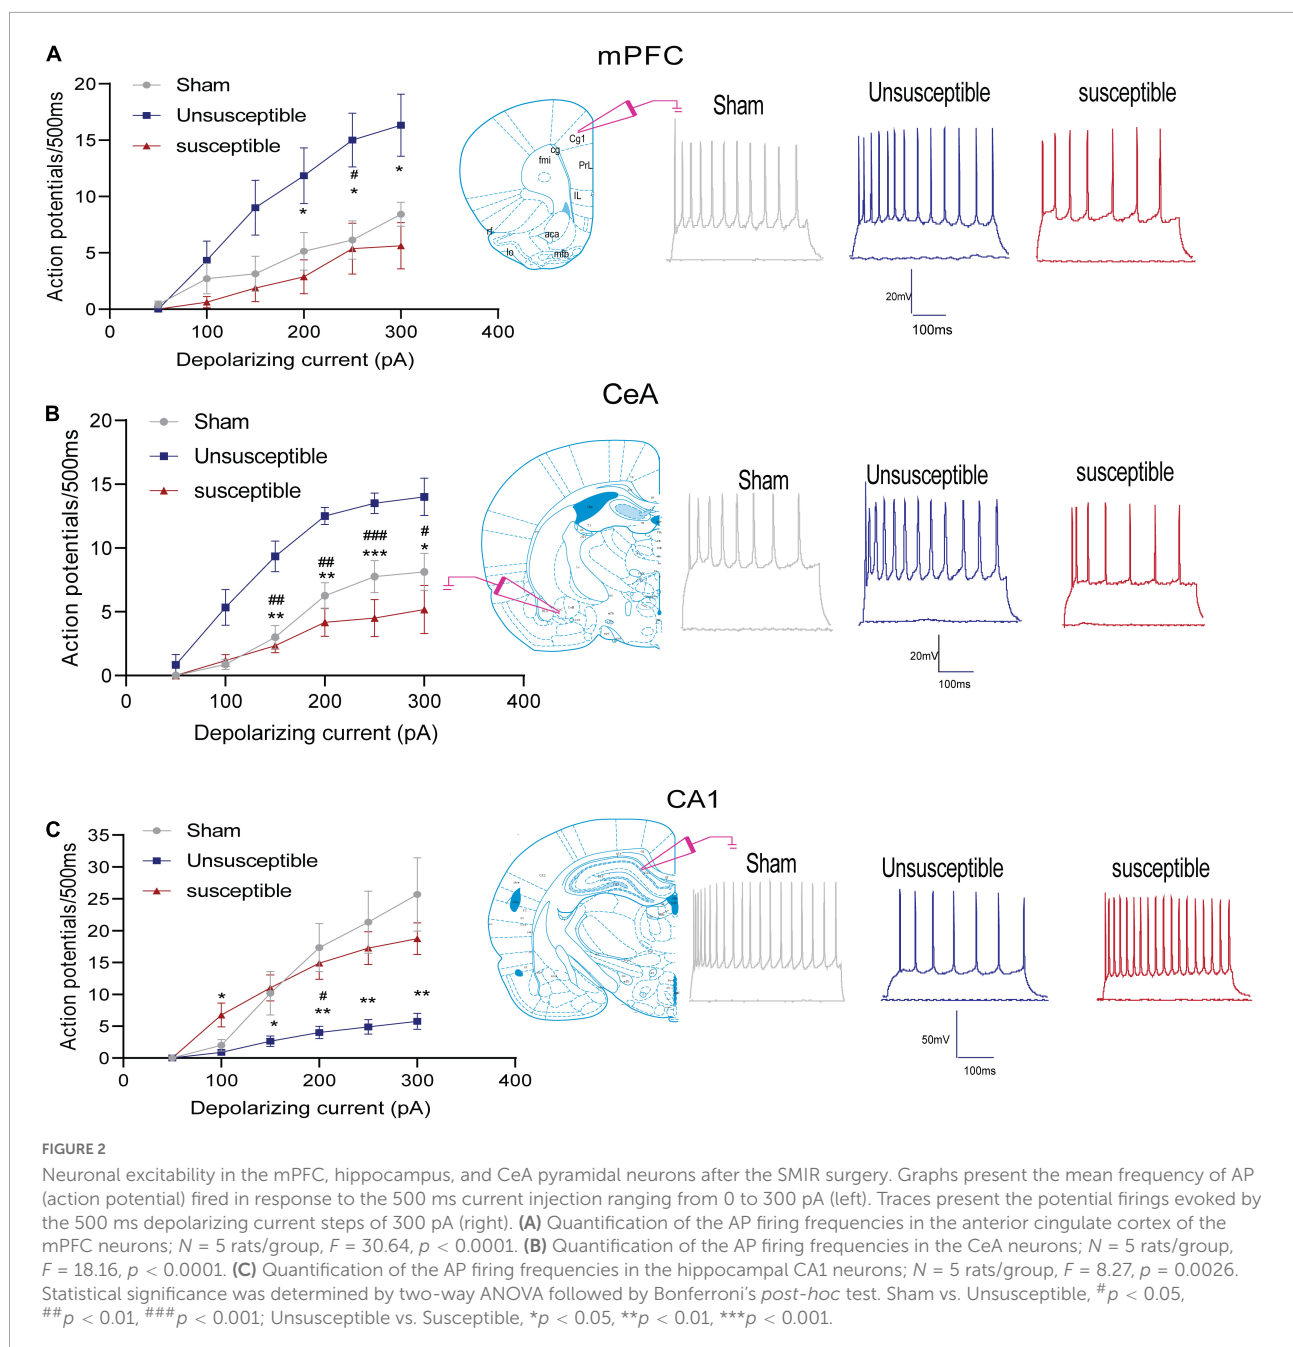 A
mPFC
20
15
10
5
0
Action potentials/500ms
Sham
Unsusceptible
susceptible
*
#
*
*
0
100
200
300
400
Depolarizing current (pA)
Cg1
cg
fmi
PrL
IL
rf
aca
lo
mfb
Sham
Unsusceptible
susceptible
20mV
100ms
B
CeA
20
15
10
5
0
Action potentials/500ms
Sham
Unsusceptible
susceptible
##
**
##
**
###
***
#
*
0
100
200
300
400
Depolarizing current (pA)
Sham
Unsusceptible
susceptible
20mV
100ms
C
CA1
35
30
25
20
15
10
5
0
Action potentials/500ms
Sham
Unsusceptible
susceptible
*
*
#
**
**
**
0
100
200
300
400
Depolarizing current (pA)
Sham
Unsusceptible
susceptible
50mV
100ms
FIGURE 2
Neuronal excitability in the mPFC, hippocampus, and CeA pyramidal neurons after the SMIR surgery. Graphs present the mean frequency of AP
(action potential) fired in response to the 500 ms current injection ranging from 0 to 300 pA (left). Traces present the potential firings evoked by
the 500 ms depolarizing current steps of 300 pA (right). (A) Quantification of the AP firing frequencies in the anterior cingulate cortex of the
mPFC neurons; N = 5 rats/group, F = 30.64, p < 0.0001. (B) Quantification of the AP firing frequencies in the CeA neurons; N = 5 rats/group,
F = 18.16, p < 0.0001. (C) Quantification of the AP firing frequencies in the hippocampal CA1 neurons; N = 5 rats/group, F = 8.27, p = 0.0026.
Statistical significance was determined by two-way ANOVA followed by Bonferroni's post-hoc test. Sham vs. Unsusceptible, #p < 0.05,
##p < 0.01, ###p < 0.001; Unsusceptible vs. Susceptible, *p < 0.05, **p < 0.01, ***p < 0.001.